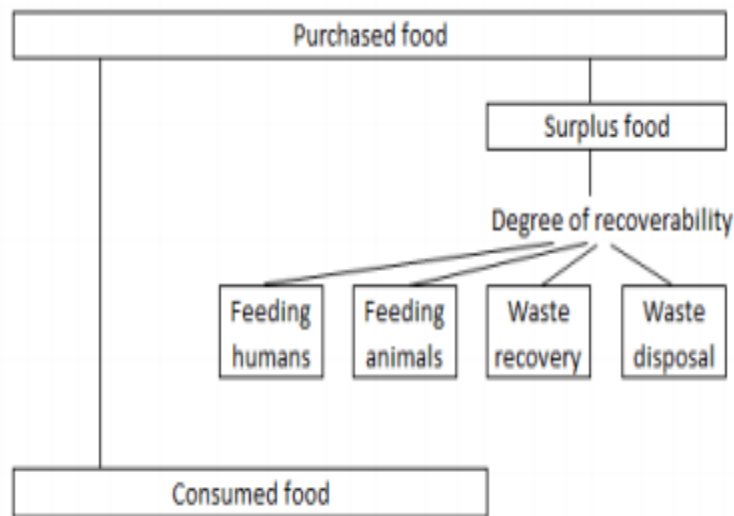 Purchased food
Surplus food
Degree of recoverability
Feeding humans
Feeding animals
Waste recovery
Waste disposal
Consumed food